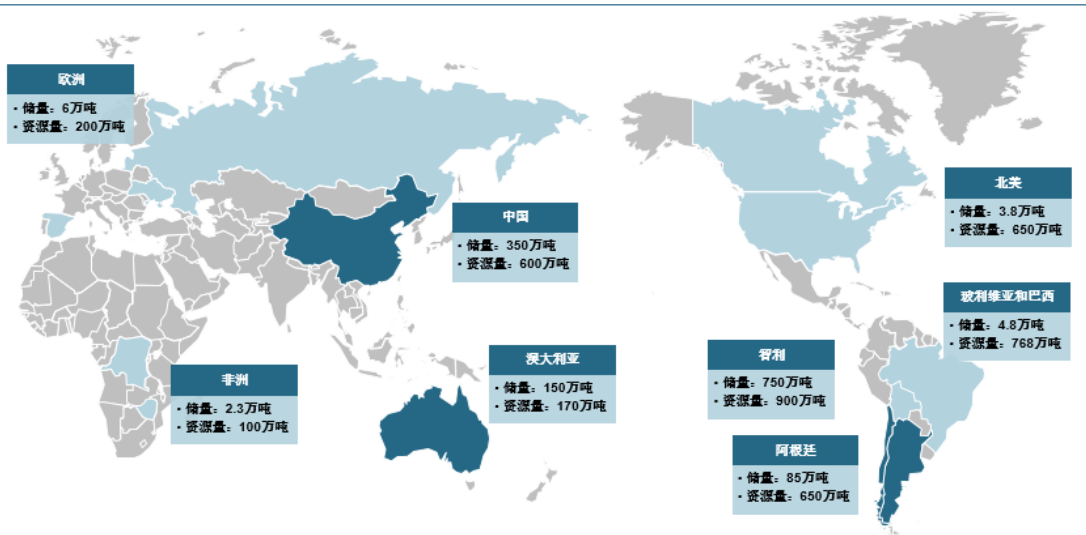 欧洲
· 储量：6万吨
· 资源量：200万吨
中国
· 储量：350万吨
· 资源量：600万吨
北美
· 储量：3.8万吨
· 资源量：650万吨
玻利维亚和巴西
· 储量：4.8万吨
· 资源量：768万吨
澳大利亚
· 储量：150万吨
· 资源量：170万吨
智利
· 储量：750万吨
· 资源量：900万吨
非洲
· 储量：2.3万吨
· 资源量：100万吨
阿根廷
· 储量：85万吨
· 资源量：650万吨